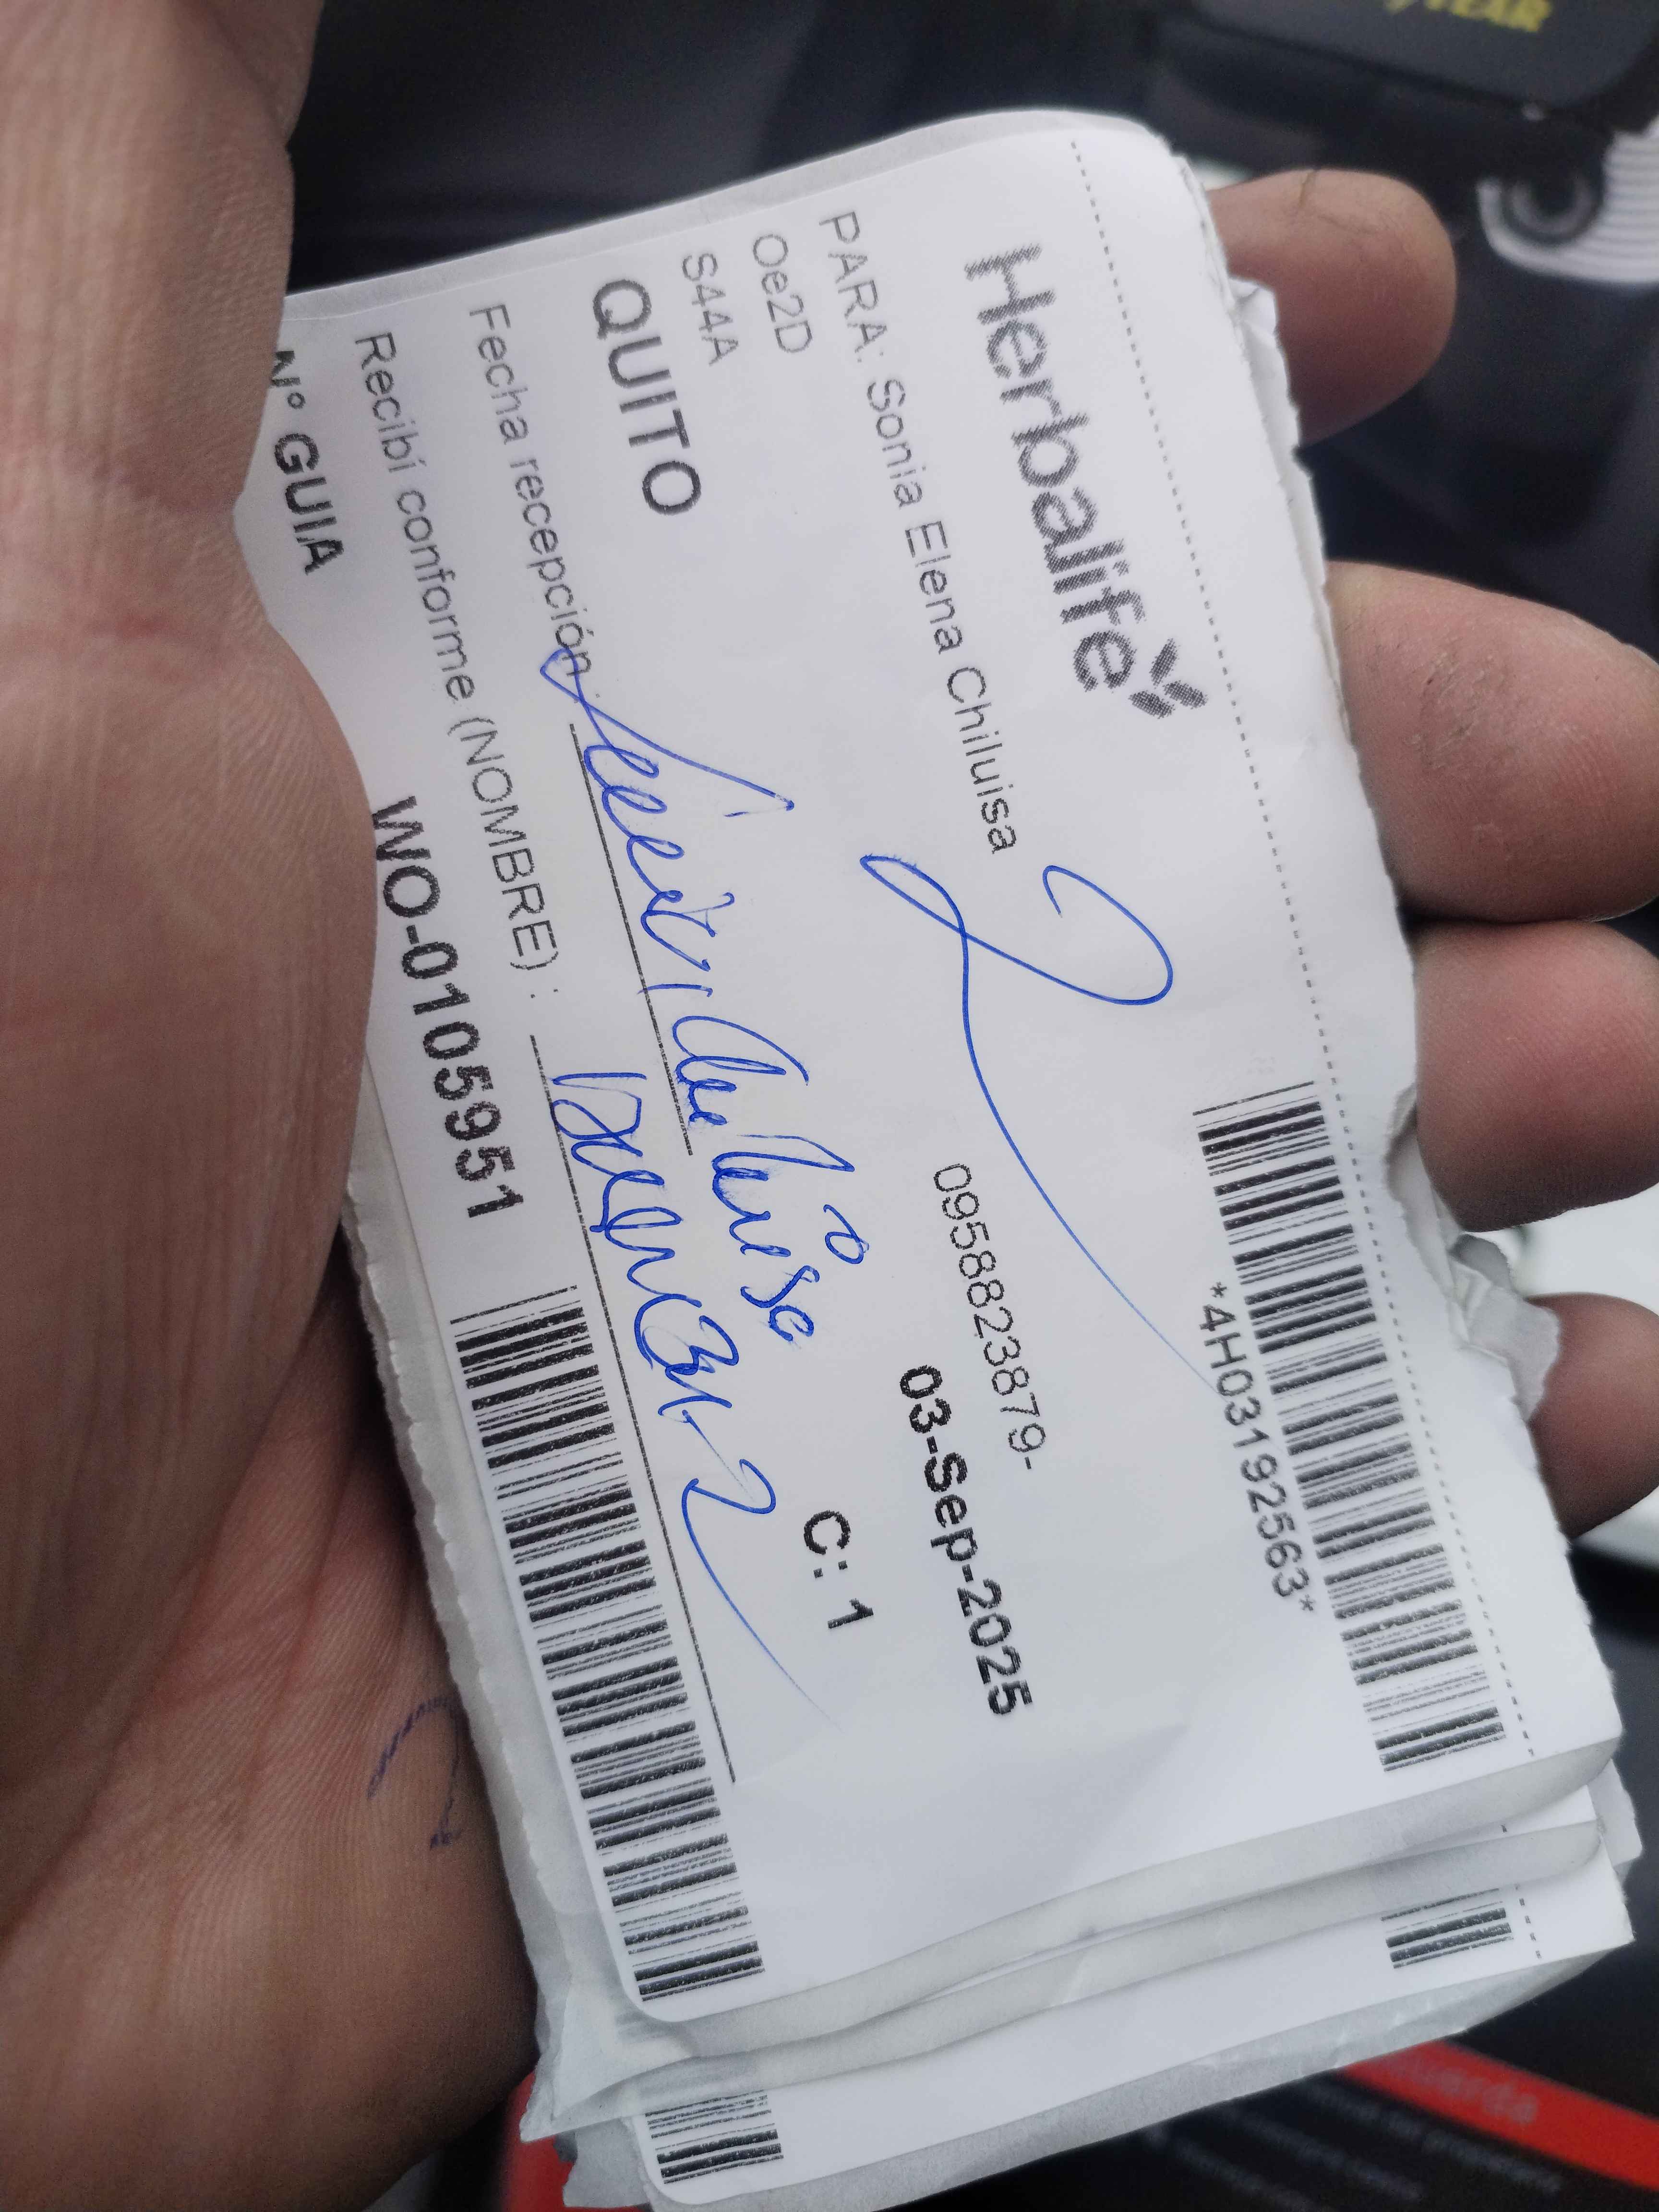 Herbalife
*4H03192563*
PARA: Sonia Elena Chiluisa
0958823879-
Oe2D
03-Sep-2025
S44A
QUITO
C: 1
Fecha recepción
Recibí conforme (NOMBRE) :
N° GUIA
WO-0105951